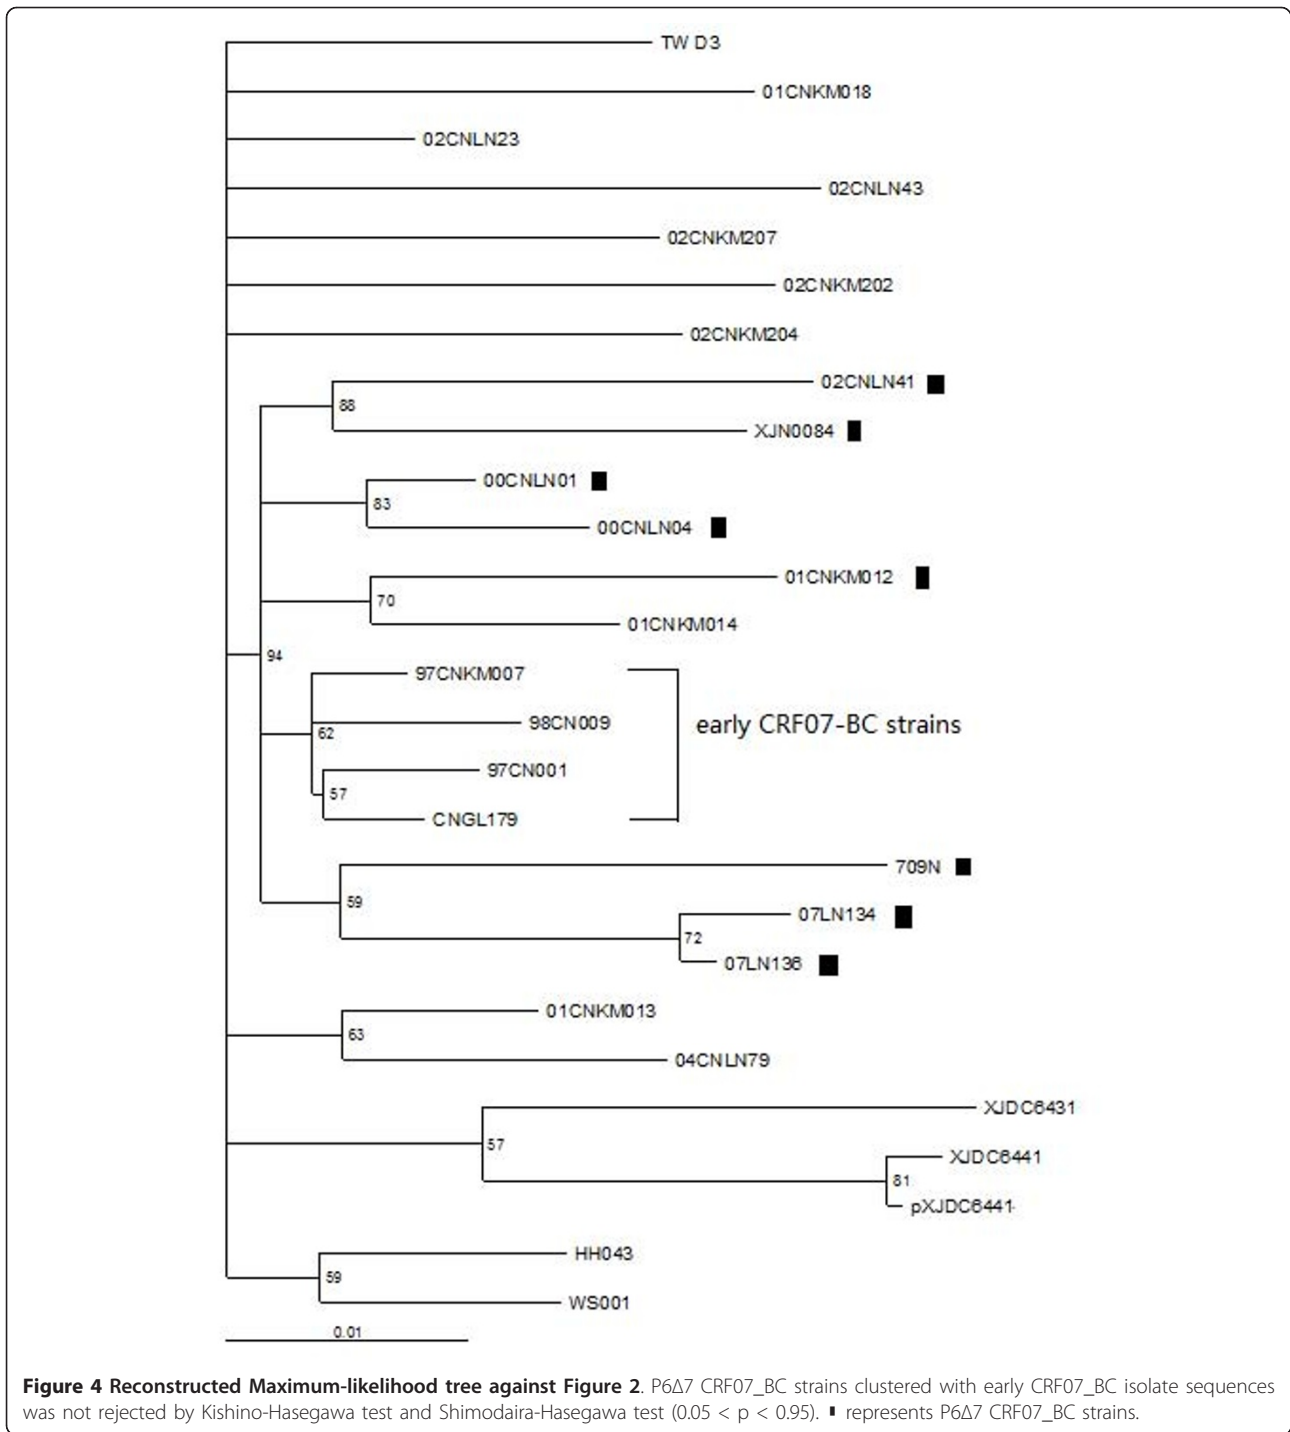 TW D3
01CNKM018
02CNLN23
02CNLN43
02CNKM207
02CNKM202
02CNKM204
02CNLN41
88
XJN0084
00CNLN01
83
00CNLN04
01CNKM012
70
01CNKM014
94
97CNKM007
98CN009
62
early CRF07-BC strains
97CN001
57
CNGL179
709N
59
07LN134
72
07LN136
01CNKM013
63
04CNLN79
XJDC6431
57
XJDC6441
81
pXJDC6441
HH043
59
WS001
0.01
Figure 4 Reconstructed Maximum-likelihood tree against Figure 2. P6Δ7 CRF07_BC strains clustered with early CRF07_BC isolate sequences
was not rejected by Kishino-Hasegawa test and Shimodaira-Hasegawa test (0.05 < p < 0.95). ▮ represents P6Δ7 CRF07_BC strains.